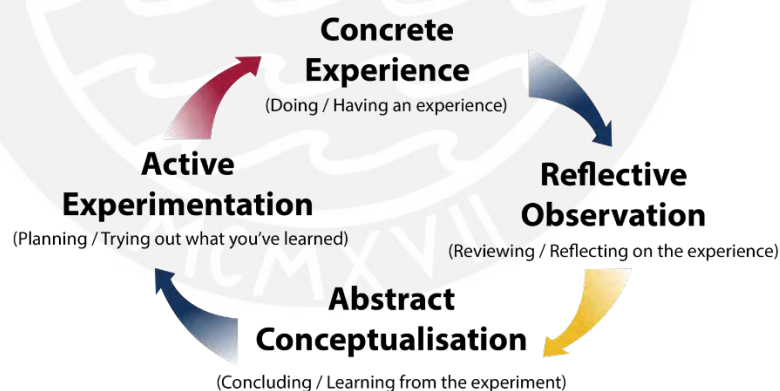 Concrete
Experience
(Doing / Having an experience)
Reflective
Observation
(Reviewing / Reflecting on the experience)
Abstract
Conceptualisation
(Concluding / Learning from the experiment)
Active
Experimentation
(Planning / Trying out what you've learned)
MCMXVII